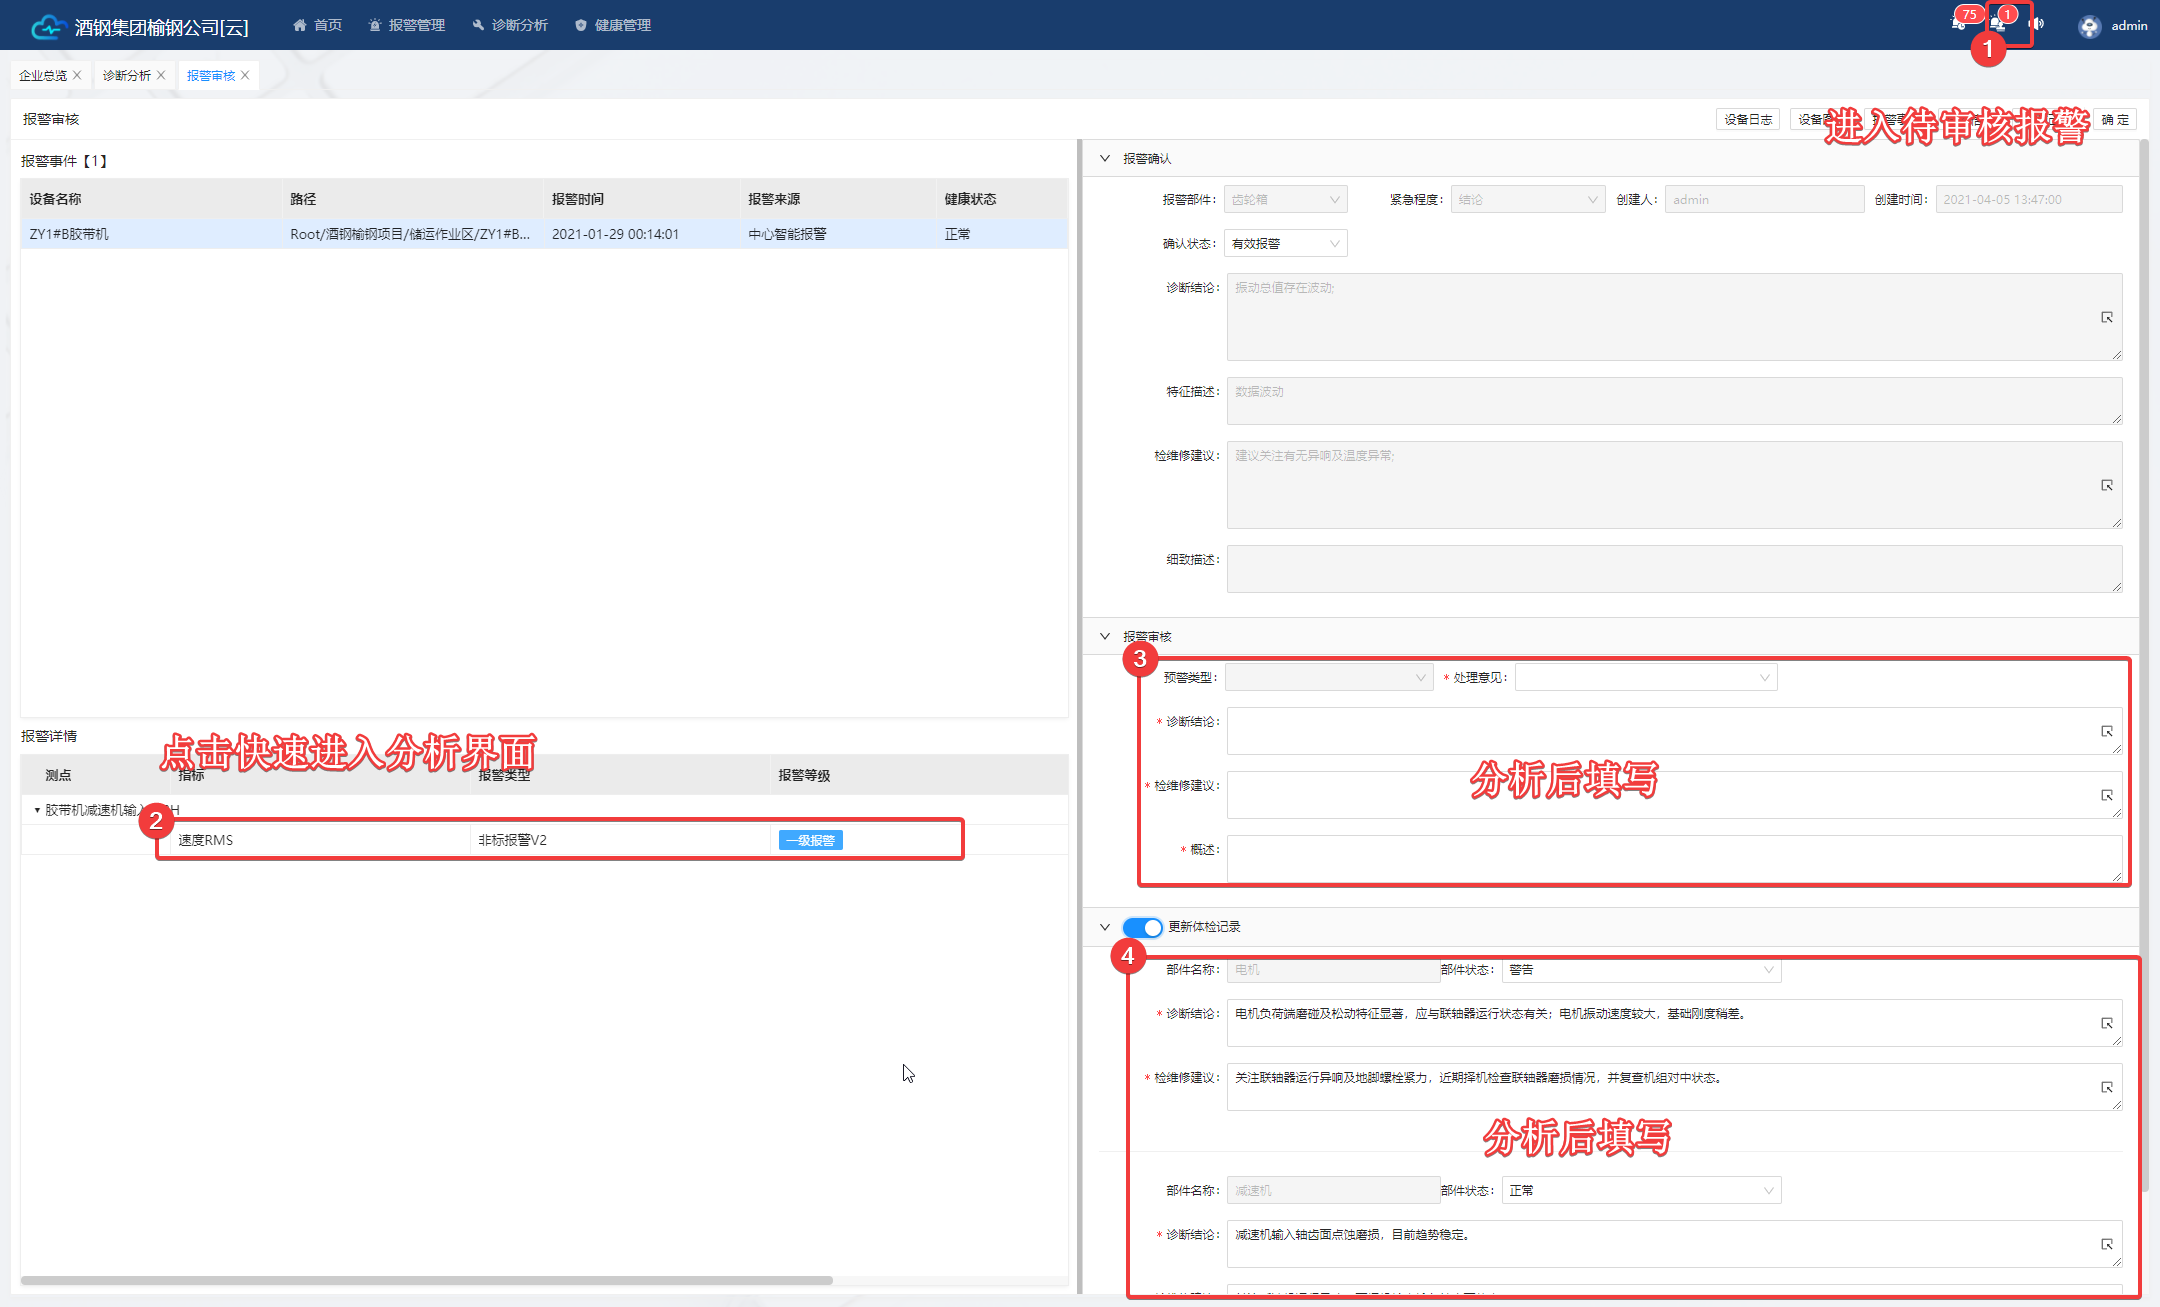 酒钢集团榆钢公司[云]
首页
报警管理
诊断分析
健康管理
75
1
admin
1
企业总览
诊断分析
报警审核
报警审核
设备日志
进入待审核报警
确 定
报警事件【1】
设备名称
路径
报警时间
报警来源
健康状态
ZY1#B胶带机
Root/酒钢榆钢项目/储运作业区/ZY1#B...
2021-01-29 00:14:01
中心智能报警
正常
报警详情
点击快速进入分析界面
测点
指标
报警类型
报警等级
胶带机减速机输入
2
速度RMS
非标报警V2
一级报警
报警确认
报警部件:
齿轮箱
紧急程度:
结论
创建人:
admin
创建时间:
2021-04-05 13:47:00
确认状态:
有效报警
诊断结论:
振动总值存在波动;
特征描述:
数据波动
检维修建议:
建议关注有无异响及温度异常;
细致描述:
报警审核
3
预警类型:
* 处理意见:
* 诊断结论:
* 检维修建议:
分析后填写
* 概述:
更新体检记录
4
部件名称:
电机
部件状态:
警告
* 诊断结论:
电机负荷端磨碰及松动特征显著，应与联轴器运行状态有关；电机振动速度较大，基础刚度稍差。
* 检维修建议:
关注联轴器运行异响及地脚螺栓紧力，近期择机检查联轴器磨损情况，并复查机组对中状态。
分析后填写
部件名称:
减速机
部件状态:
正常
* 诊断结论:
减速机输入轴齿面点蚀磨损，目前趋势稳定。